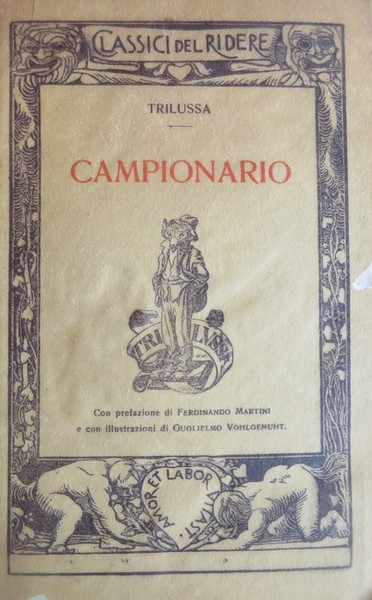 CLASSICI DEL RIDERE
TRILUSSA
CAMPIONARIO
TRILUSSA
Con prefazione di FERDINANDO MARTINI
e con illustrazioni di GUGLIELMO VOHLGEMUHT.
AMOR ET LABOR VITAST.